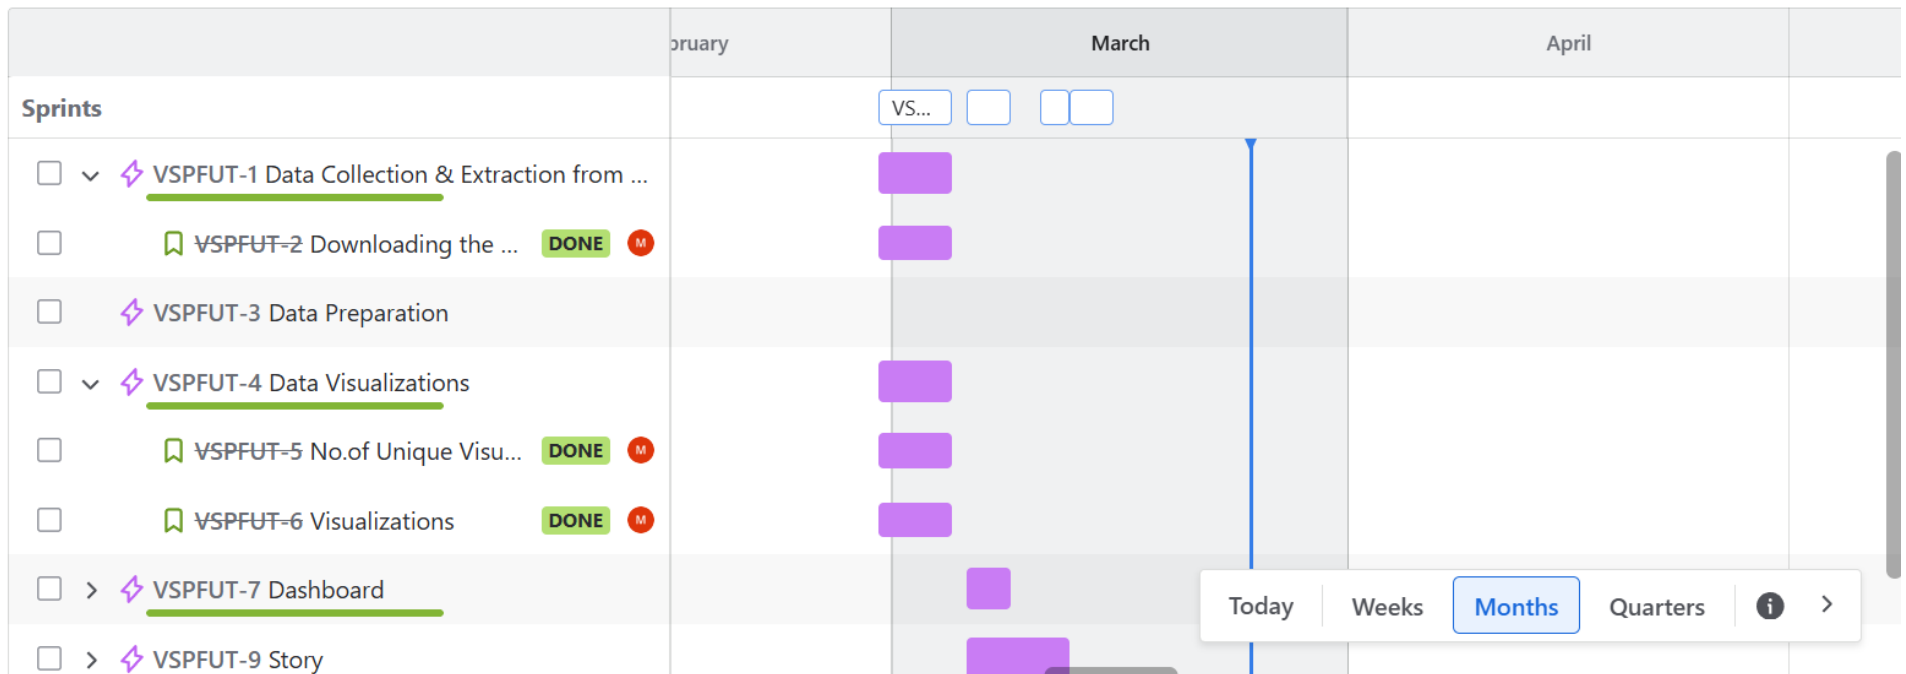 bruary March April
Sprints VS...
VSPFUT-1 Data Collection & Extraction from ...
VSPFUT-2 Downloading the ... DONE M
VSPFUT-3 Data Preparation
VSPFUT-4 Data Visualizations
VSPFUT-5 No.of Unique Visu... DONE M
VSPFUT-6 Visualizations DONE M
VSPFUT-7 Dashboard
Today Weeks Months Quarters
VSPFUT-9 Story